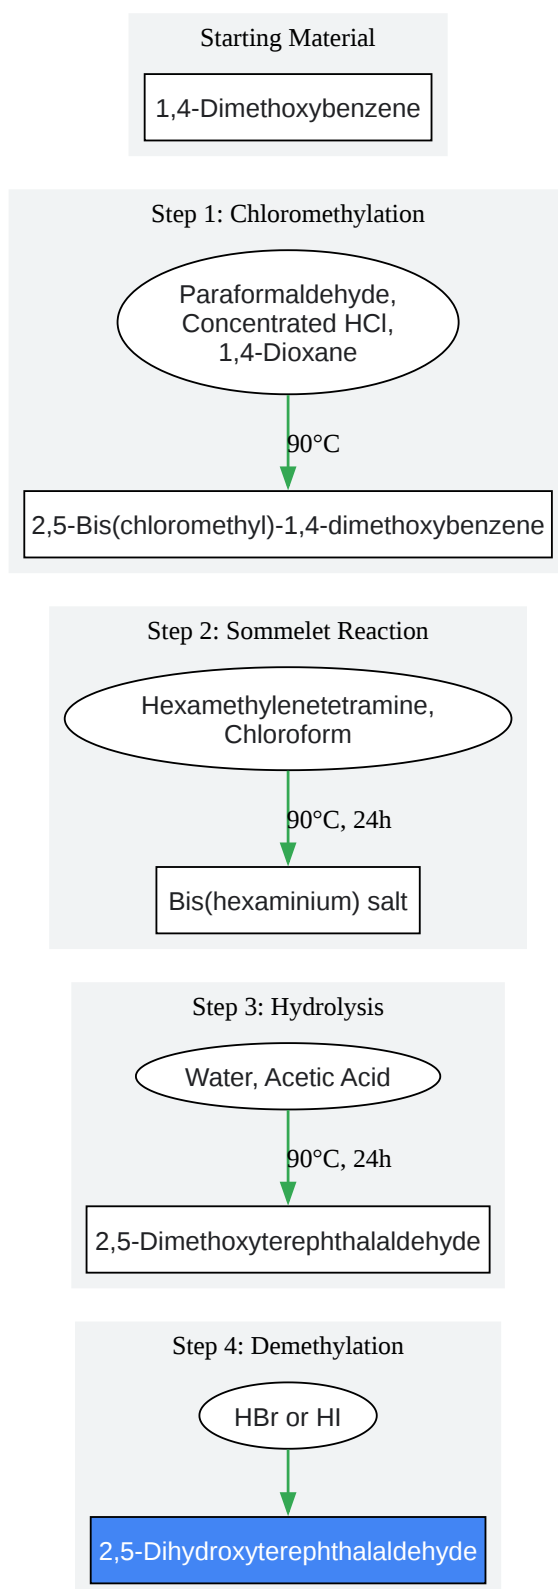 Starting Material
1,4-Dimethoxybenzene
Step 1: Chloromethylation
Paraformaldehyde,
Concentrated HCl,
1,4-Dioxane
90°C
2,5-Bis(chloromethyl)-1,4-dimethoxybenzene
Step 2: Sommelet Reaction
Hexamethylenetetramine,
Chloroform
90°C, 24h
Bis(hexaminium) salt
Step 3: Hydrolysis
Water, Acetic Acid
90°C, 24h
2,5-Dimethoxyterephthalaldehyde
Step 4: Demethylation
HBr or HI
2,5-Dihydroxyterephthalaldehyde